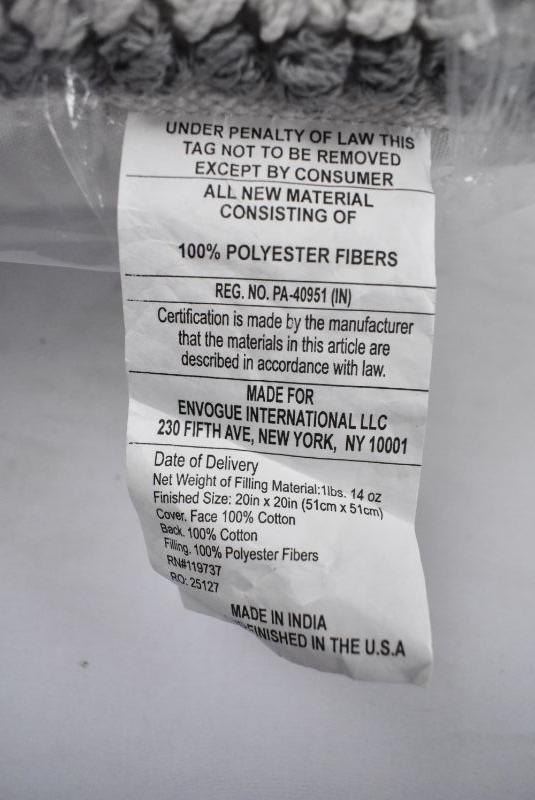 UNDER PENALTY OF LAW THIS
TAG NOT TO BE REMOVED
EXCEPT BY CONSUMER
ALL NEW MATERIAL
CONSISTING OF
100% POLYESTER FIBERS
REG. NO. PA-40951 (IN)
Certification is made by the manufacturer
that the materials in this article are
described in accordance with law.
MADE FOR
ENVOGUE INTERNATIONAL LLC
230 FIFTH AVE, NEW YORK, NY 10001
Date of Delivery
Net Weight of Filling Material:1lbs. 14 oz
Finished Size: 20in x 20in (51cm x 51cm)
Cover. Face 100% Cotton
Back. 100% Cotton
Filling. 100% Polyester Fibers
RN#119737
RO: 25127
MADE IN INDIA
FINISHED IN THE U.S.A